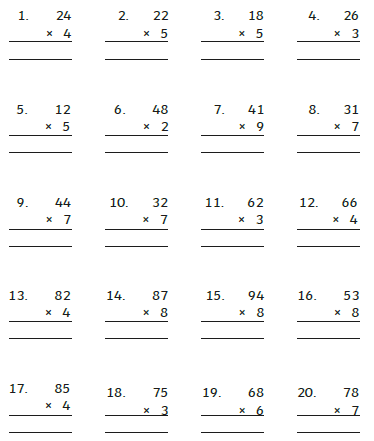 1. 24 2. 22 3. 18 4. 26
× 4 × 5 × 5 × 3
5. 12 6. 48 7. 41 8. 31
× 5 × 2 × 9 × 7
9. 44 10. 32 11. 62 12. 66
× 7 × 7 × 3 × 4
13. 82 14. 87 15. 94 16. 53
× 4 × 8 × 8 × 8
17. 85 18. 75 19. 68 20. 78
× 4 × 3 × 6 × 7